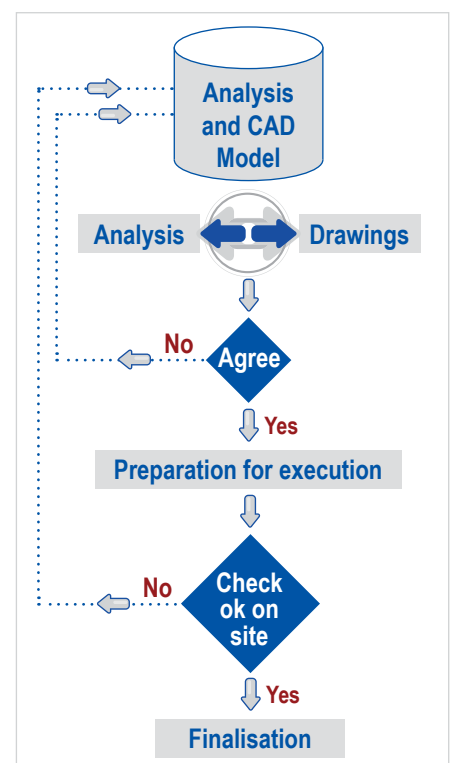 Analysis
and CAD
Model
Analysis
Drawings
No
Agree
Yes
Preparation for execution
No
Check
ok on
site
Yes
Finalisation